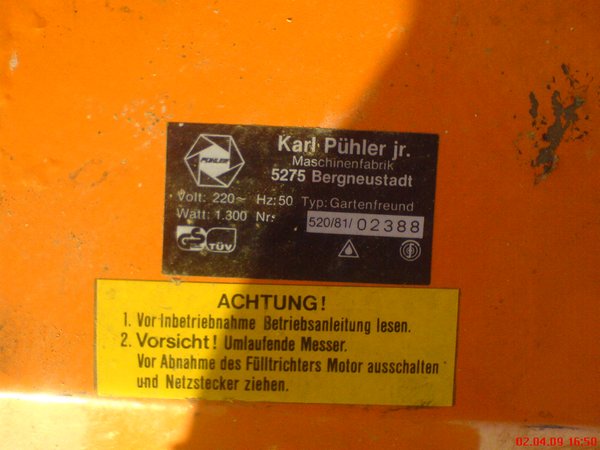 PÜHLER
Karl Pühler jr.
Maschinenfabrik
5275 Bergneustadt
Volt: 220~ Hz: 50 Typ: Gartenfreund
Watt: 1.300 Nr: 520/81/ 02388
GS TÜV
ACHTUNG!
1. Vor Inbetriebnahme Betriebsanleitung lesen.
2. Vorsicht! Umlaufende Messer.
Vor Abnahme des Fülltrichters Motor ausschalten
und Netzstecker ziehen.
02.04.09 16:50